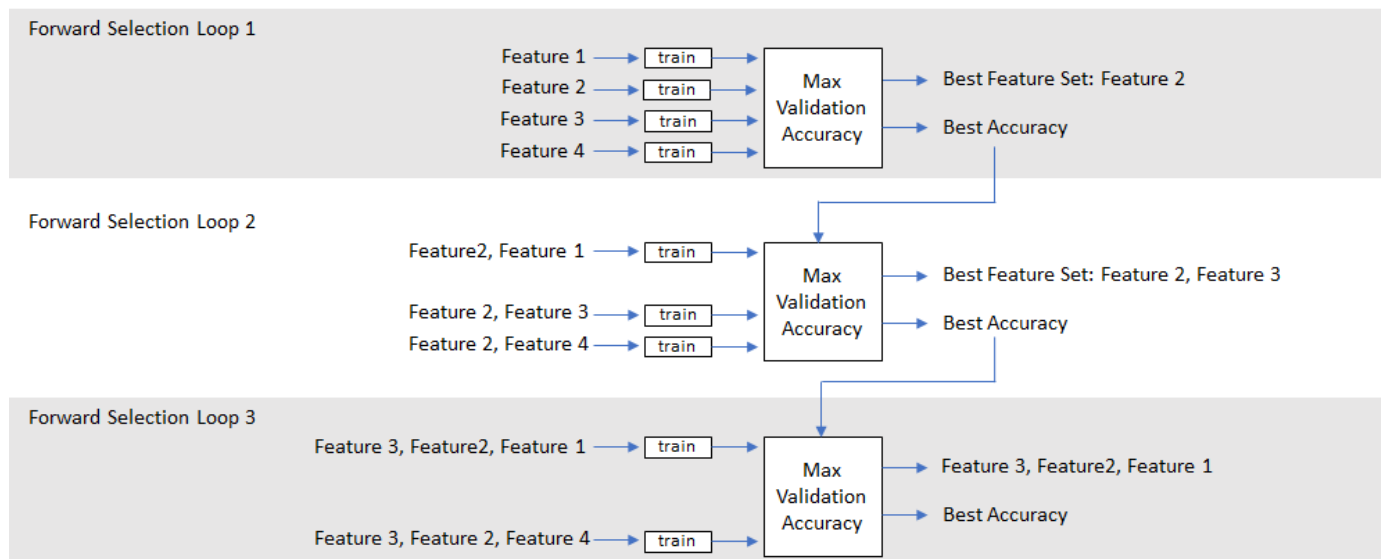 Forward Selection Loop 1
Feature 1
train
Feature 2
train
Feature 3
train
Feature 4
train
Max
Validation
Accuracy
Best Feature Set: Feature 2
Best Accuracy
Forward Selection Loop 2
Feature2, Feature 1
train
Feature 2, Feature 3
train
Feature 2, Feature 4
train
Max
Validation
Accuracy
Best Feature Set: Feature 2, Feature 3
Best Accuracy
Forward Selection Loop 3
Feature 3, Feature2, Feature 1
train
Feature 3, Feature 2, Feature 4
train
Max
Validation
Accuracy
Feature 3, Feature2, Feature 1
Best Accuracy